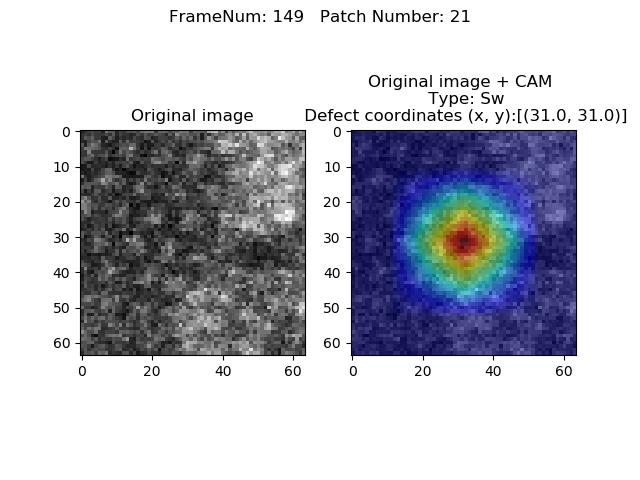 FrameNum: 149   Patch Number: 21
Original image
0
10
20
30
40
50
60
0 20 40 60
Original image + CAM
Type: Sw
Defect coordinates (x, y):[(31.0, 31.0)]
0
10
20
30
40
50
60
0 20 40 60